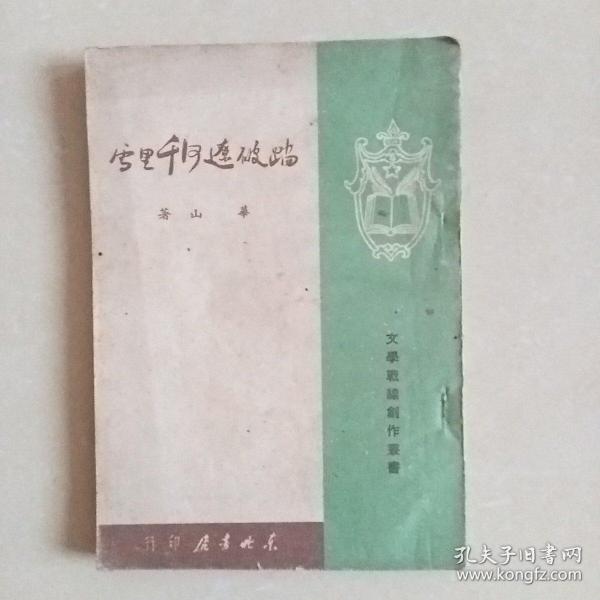 踏破遼河千里雪
華山著
文學戰線創作叢書
東北書店印行
孔夫子旧书网
www.kongfz.com